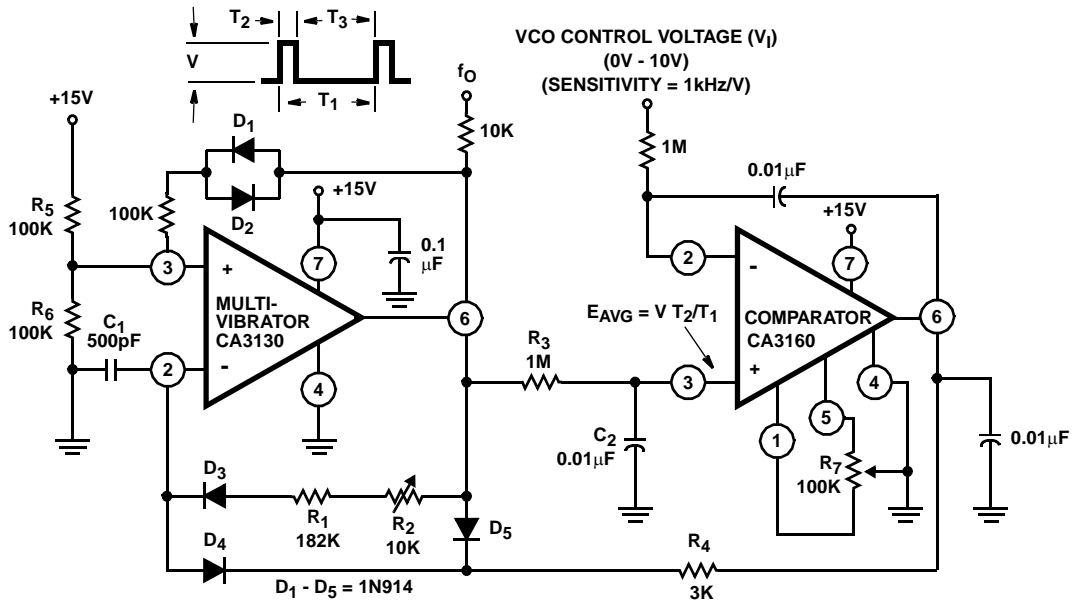 T2
T3
V
T1
fO
10K
VCO CONTROL VOLTAGE (VI)
(0V - 10V)
(SENSITIVITY = 1kHz/V)
+15V
D1
D2
1M
0.01µF
R5
100K
100K
+15V
0.1
µF
+15V
3
+
7
2
-
7
R6
100K
C1
500pF
MULTI-
VIBRATOR
CA3130
6
EAVG = V T2/T1
COMPARATOR
CA3160
6
2
-
4
R3
1M
3
+
4
5
1
C2
0.01µF
R7
100K
0.01µF
D3
R1
182K
R2
10K
D5
D4
D1 - D5 = 1N914
R4
3K